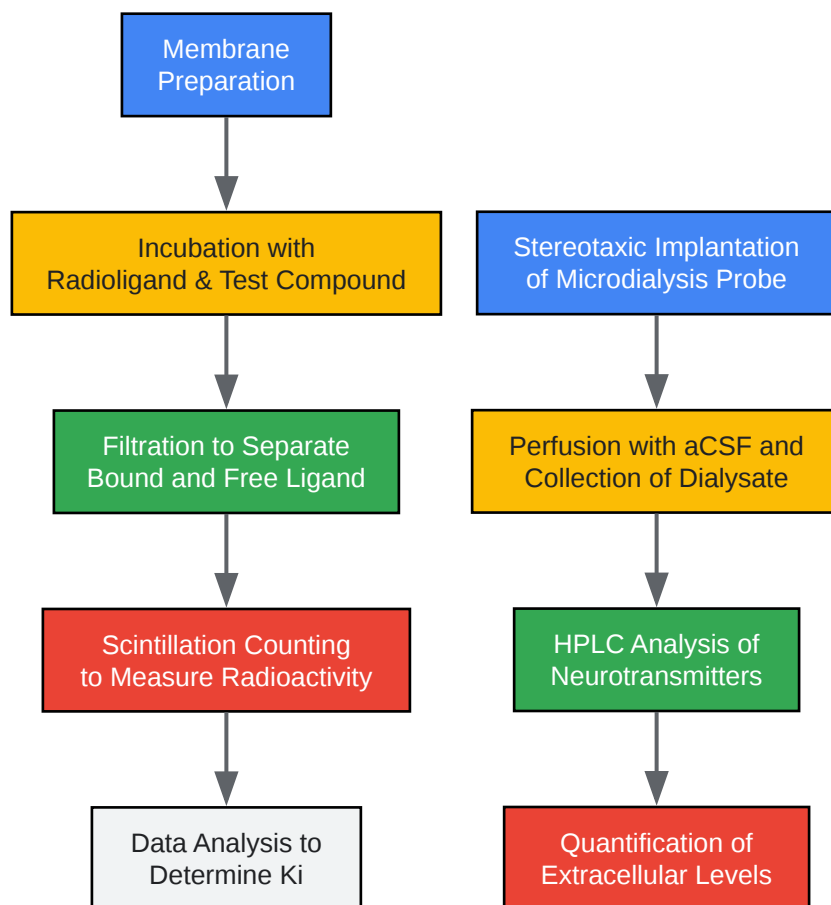 Membrane
Preparation
Incubation with
Radioligand & Test Compound
Filtration to Separate
Bound and Free Ligand
Scintillation Counting
to Measure Radioactivity
Data Analysis to
Determine Ki
Stereotaxic Implantation
of Microdialysis Probe
Perfusion with aCSF and
Collection of Dialysate
HPLC Analysis of
Neurotransmitters
Quantification of
Extracellular Levels